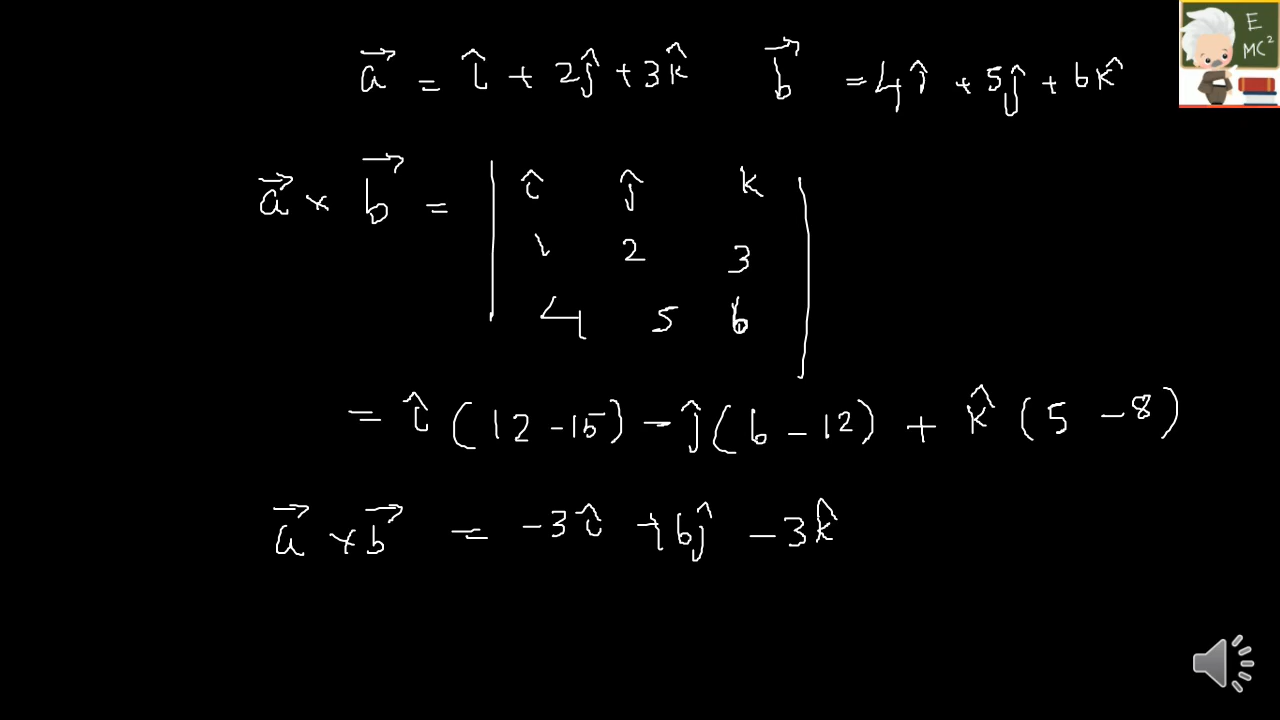 E
MC²
a⃗ = î + 2ĵ + 3k̂   b⃗ = 4î + 5ĵ + 6k̂
a⃗ × b⃗ = | î ĵ k |
| 1 2 3 |
| 4 5 6 |
= î (12 - 15) - ĵ (6 - 12) + k̂ (5 - 8)
a⃗ × b⃗ = -3î + 6ĵ - 3k̂